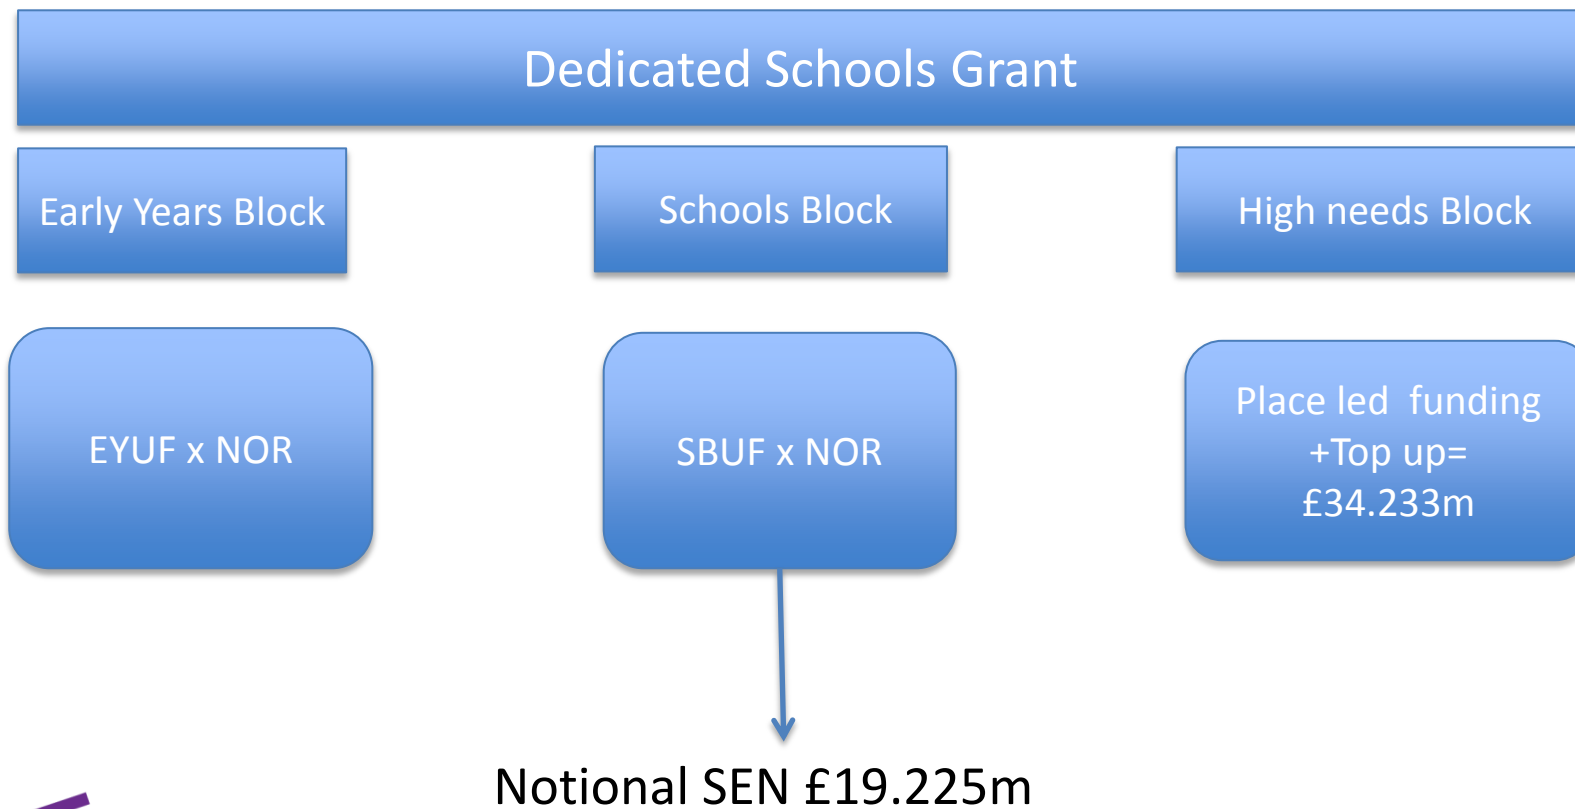 Dedicated Schools Grant
Early Years Block
Schools Block
High needs Block
EYUF x NOR
SBUF x NOR
Place led funding
+Top up=
£34.233m
Notional SEN £19.225m